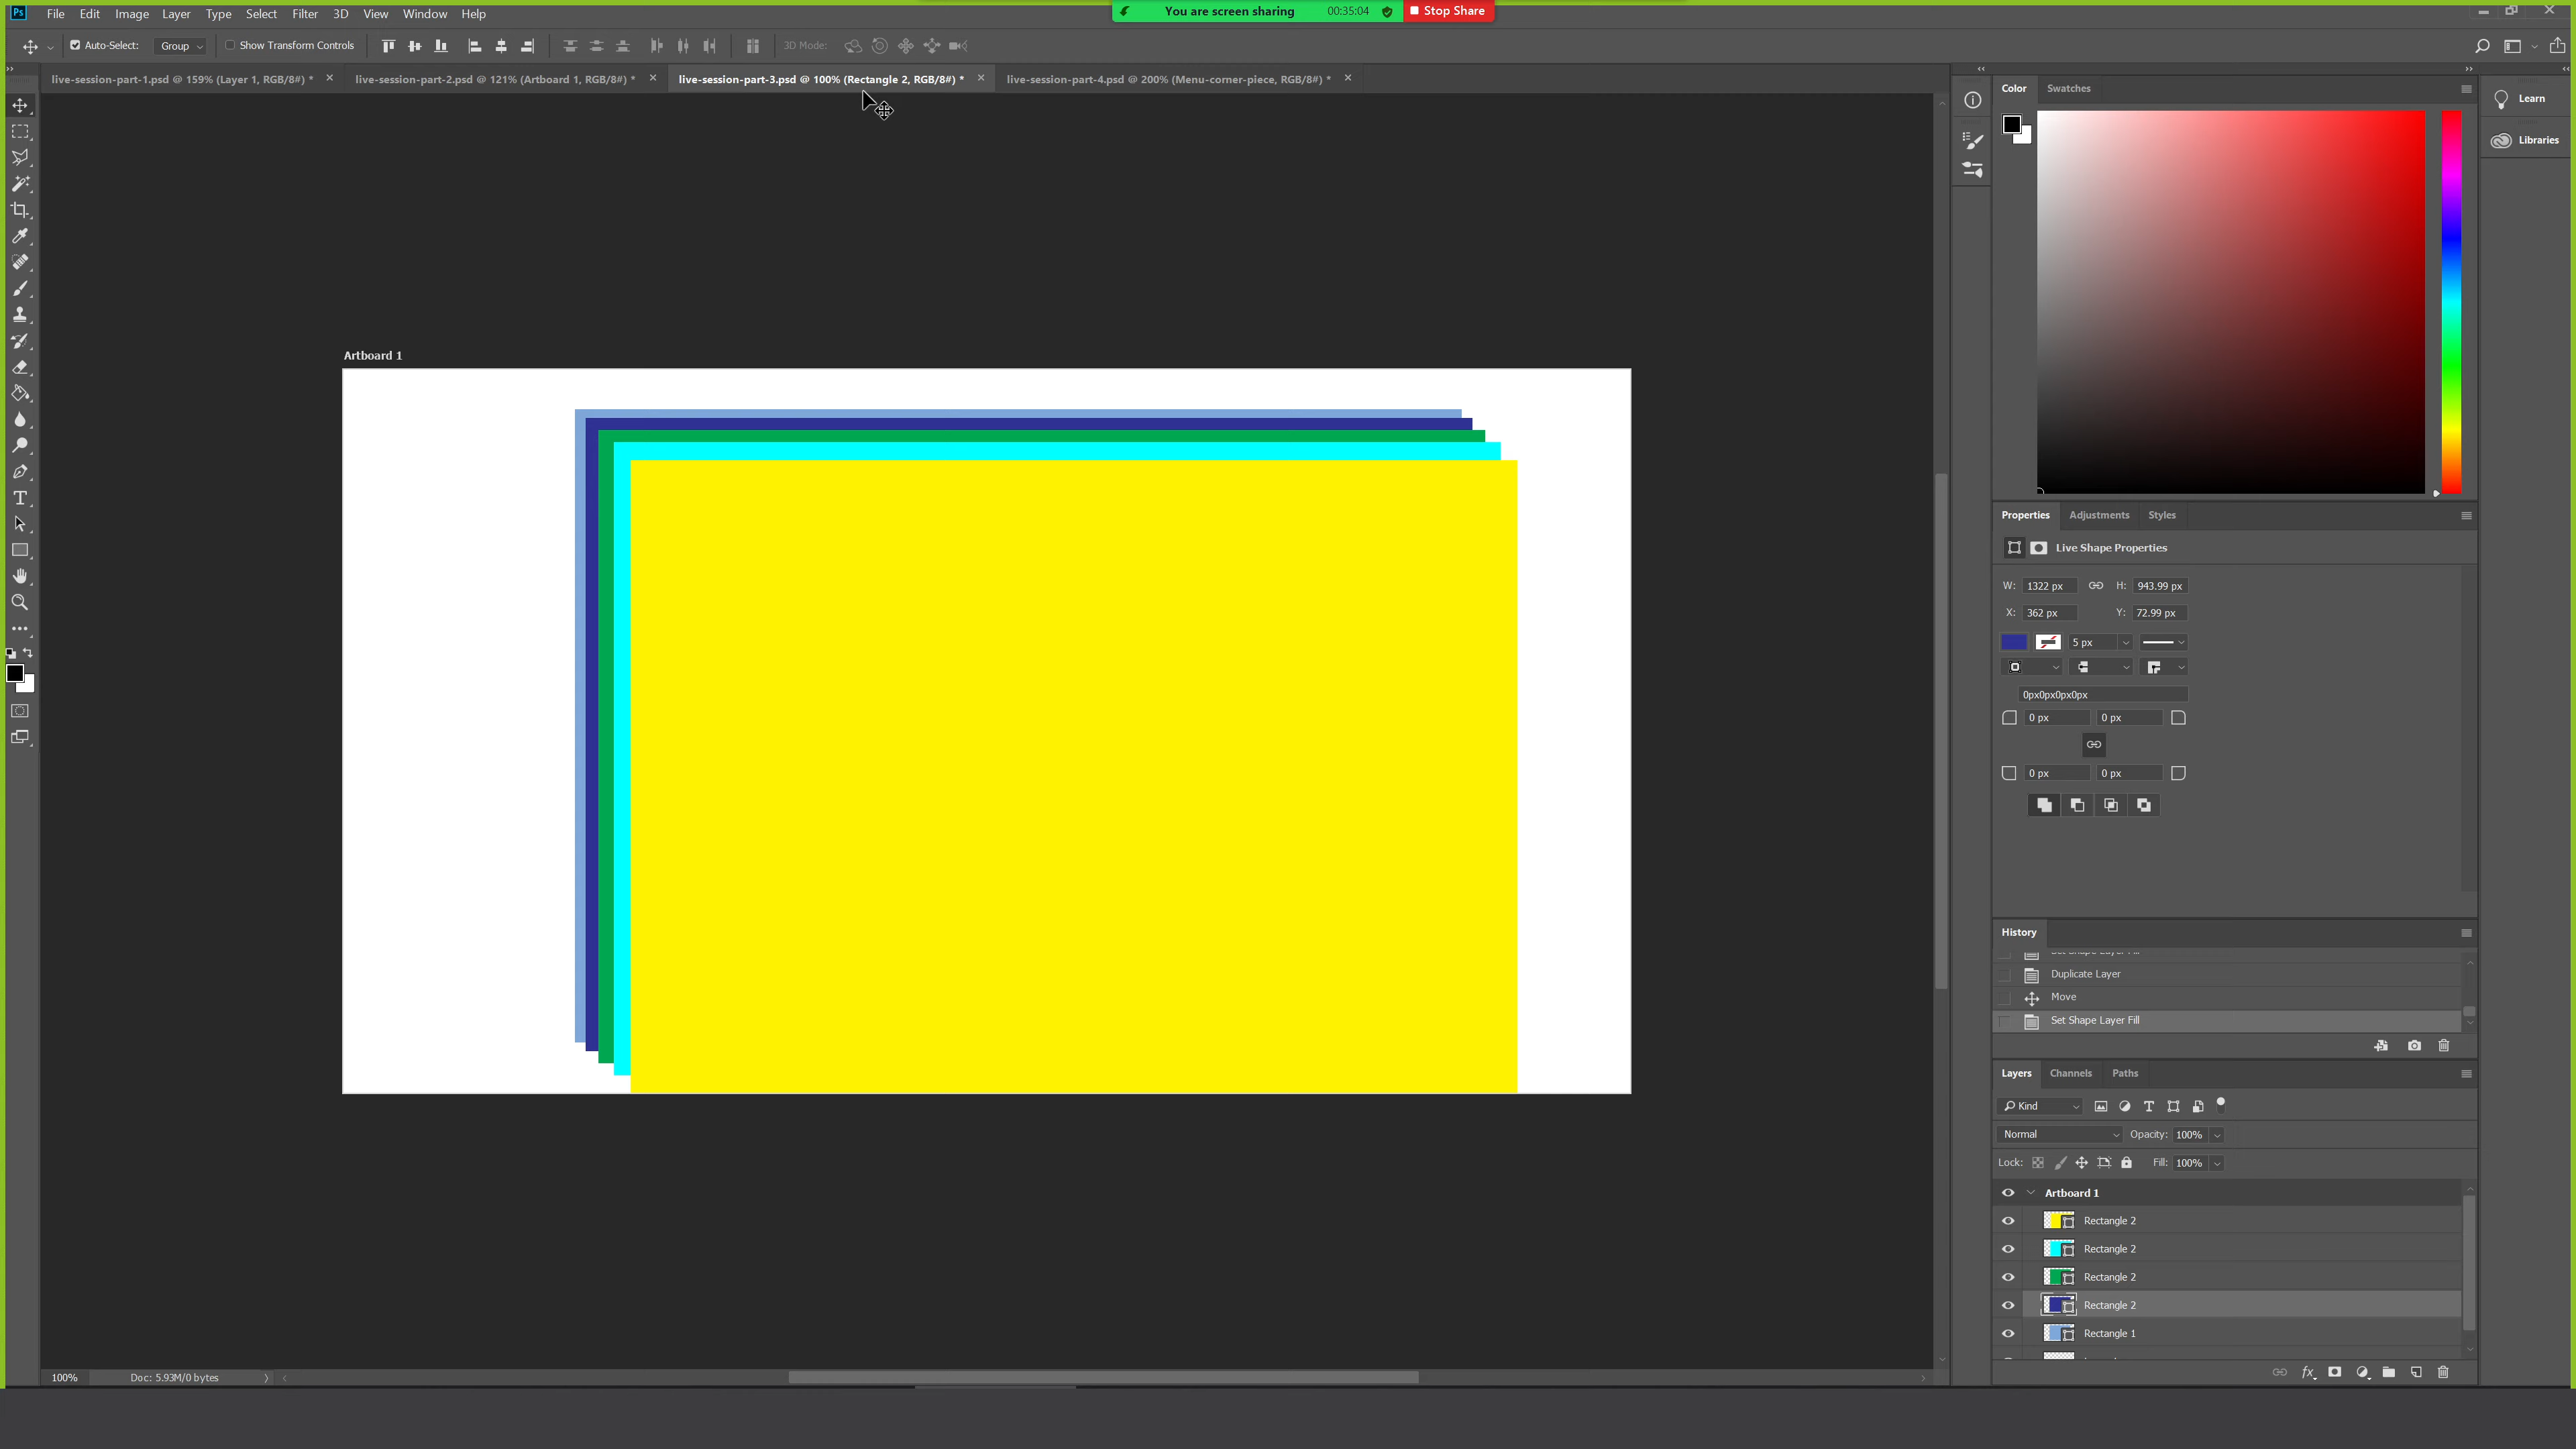 Ps File Edit Image Layer Type Select Filter 3D View Window Help
You are screen sharing 00:35:04 Stop Share
Auto-Select: Group Show Transform Controls 3D Mode:
live-session-part-1.psd @ 159% (Layer 1, RGB/8#) * live-session-part-2.psd @ 121% (Artboard 1, RGB/8#) * live-session-part-3.psd @ 100% (Rectangle 2, RGB/8#) * live-session-part-4.psd @ 200% (Menu-corner-piece, RGB/8#) *
Color Swatches
Learn
Libraries
Artboard 1
Properties Adjustments Styles
Live Shape Properties
W: 1322 px H: 943.99 px
X: 362 px Y: 72.99 px
5 px
0px0px0px0px
0 px 0 px
0 px 0 px
History
Duplicate Layer
Move
Set Shape Layer Fill
Layers Channels Paths
Kind
Normal Opacity: 100%
Lock: Fill: 100%
Artboard 1
Rectangle 2
Rectangle 2
Rectangle 2
Rectangle 2
Rectangle 1
100% Doc: 5.93M/0 bytes